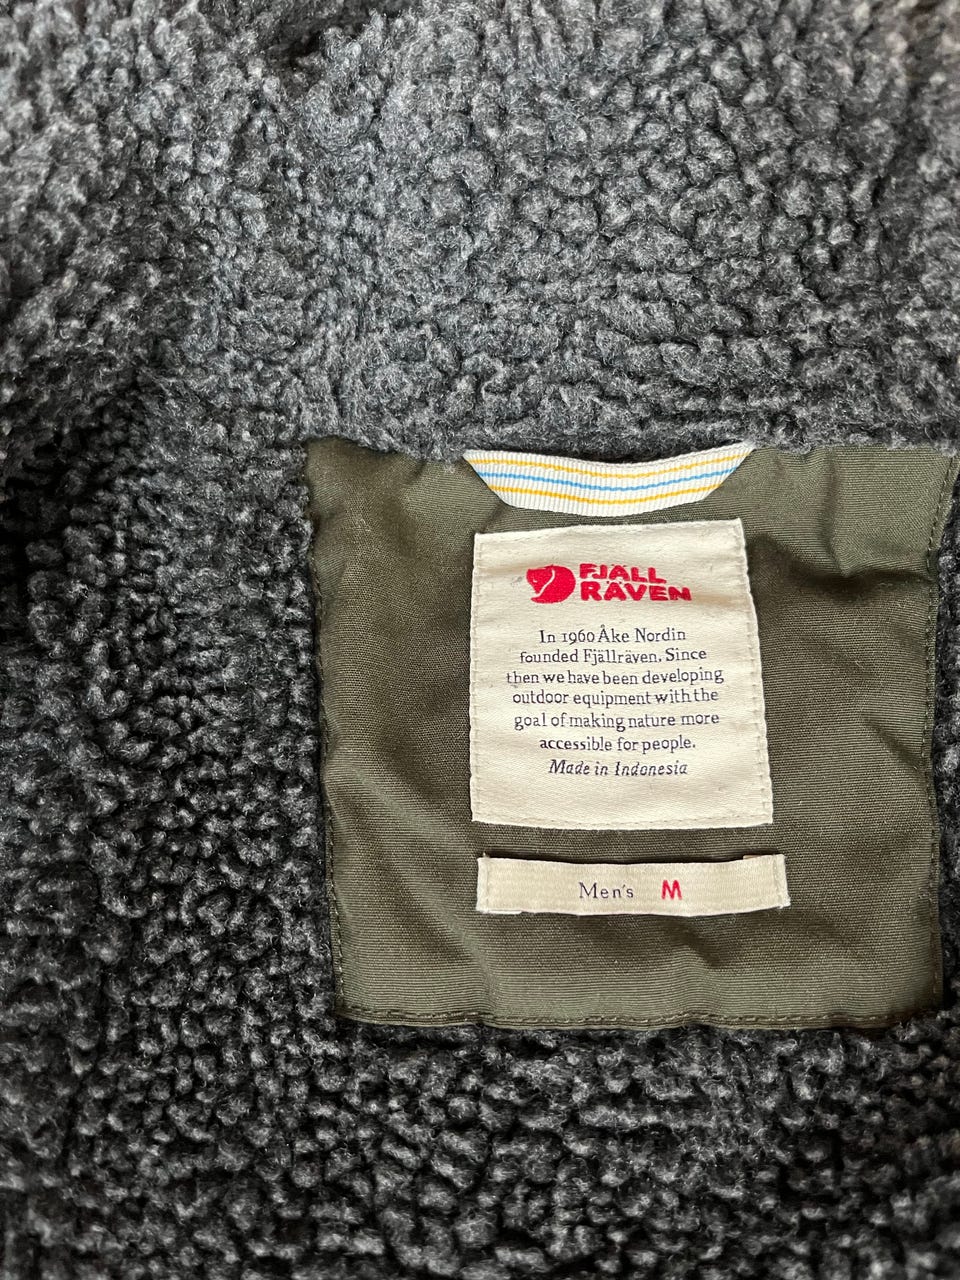 FJÄLL
RÄVEN
In 1960 Åke Nordin
founded Fjällräven. Since
then we have been developing
outdoor equipment with the
goal of making nature more
accessible for people.
Made in Indonesia
Men's M